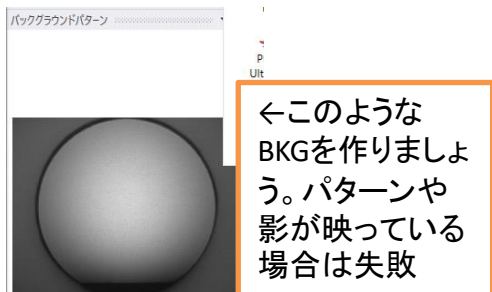 バックグラウンドパターン
P
Ult
←このような
BKGを作りましょ
う。パターンや
影が映っている
場合は失敗